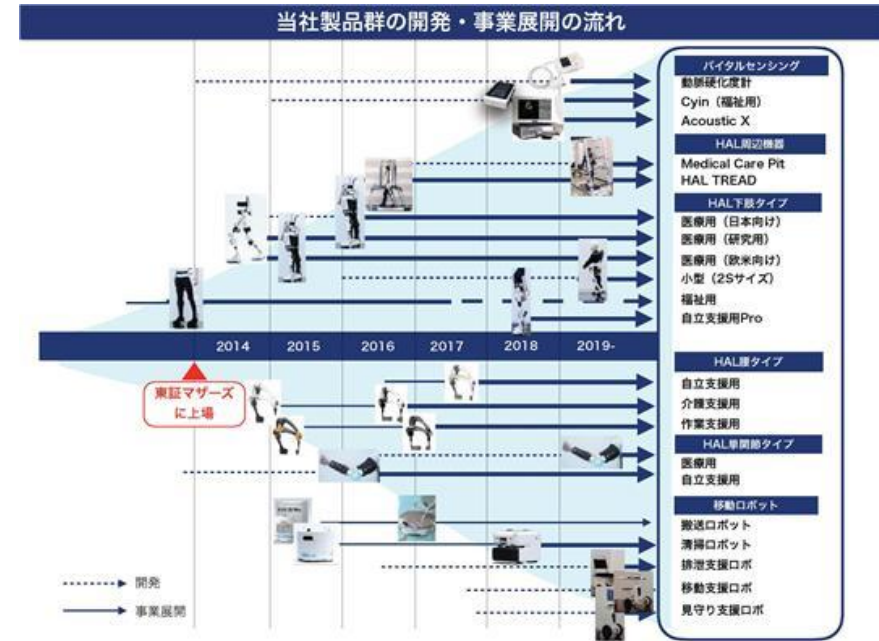 当社製品群の開発・事業展開の流れ
バイタルセンシング
動脈硬化度計
Cyin（福祉用）
Acoustic X
HAL周辺機器
Medical Care Pit
HAL TREAD
HAL下肢タイプ
医療用（日本向け）
医療用（研究用）
医療用（欧米向け）
小型（2Sサイズ）
福祉用
自立支援用Pro
2014 2015 2016 2017 2018 2019-
東証マザーズ
に上場
HAL腰タイプ
自立支援用
介護支援用
作業支援用
HAL単関節タイプ
医療用
自立支援用
移動ロボット
搬送ロボット
清掃ロボット
排泄支援ロボ
移動支援ロボ
見守り支援ロボ
開発
事業展開